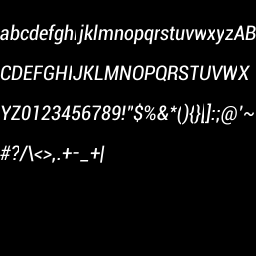 abcdefghijklmnopqrstuvwxyzAB
CDEFGHIJKLMNOPQRSTUVWX
YZ0123456789!"$%&*(){}|]:;@'~
#?/\<>,.+-_+|